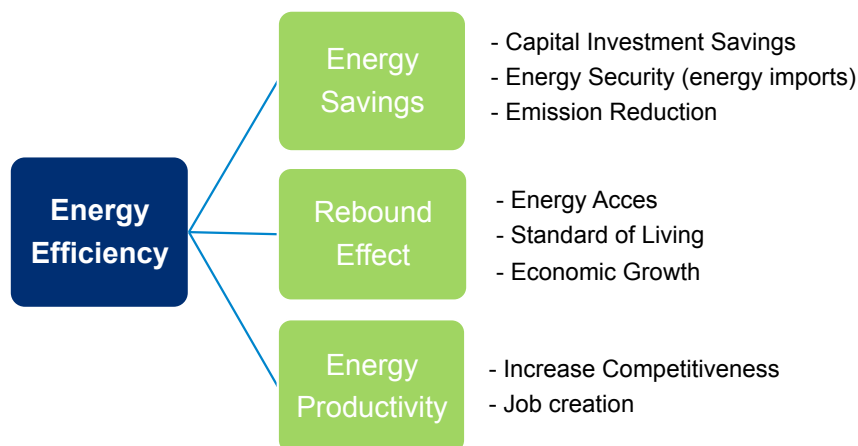 Energy
Efficiency
Energy
Savings
- Capital Investment Savings
- Energy Security (energy imports)
- Emission Reduction
Rebound
Effect
- Energy Acces
- Standard of Living
- Economic Growth
Energy
Productivity
- Increase Competitiveness
- Job creation